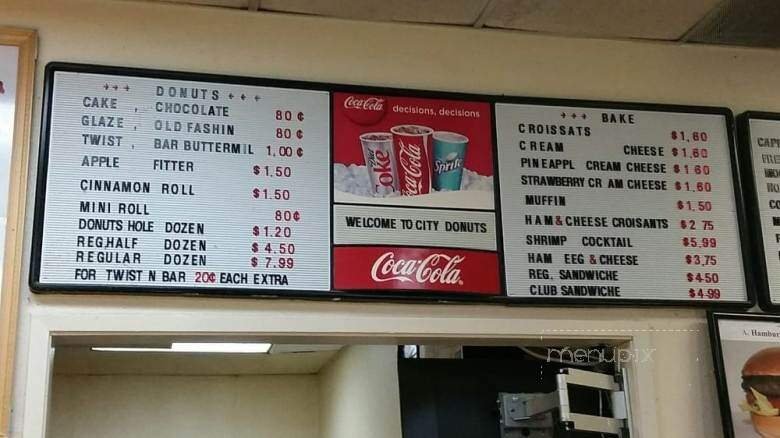 +++ DONUTS +++
CAKE , CHOCOLATE 80¢
GLAZE , OLD FASHIN 80¢
TWIST , BAR BUTTERMIL 1,00¢
APPLE FITTER $1,50
CINNAMON ROLL $1.50
MINI ROLL 80¢
DONUTS HOLE DOZEN $1.20
REG,HALF DOZEN $4.50
REGULAR DOZEN $7.99
FOR TWIST N BAR 20¢ EACH EXTRA
Coca-Cola decisions, decisions
Coke
Coca-Cola
Sprite
WELCOME TO CITY DONUTS
Coca-Cola
+++ BAKE
CROISSATS $1,60
CREAM CHEESE $1,60
PINEAPPL CREAM CHEESE $1 60
STRAWBERRY CR AM CHEESE $1,60
MUFFIN $1,50
HAM&CHEESE CROISANTS $2 75
SHRIMP COCKTAIL $5,99
HAM EEG & CHEESE $3,75
REG. SANDWICHE $4.50
CLUB SANDWICHE $4.99
A. Hambur
menupix